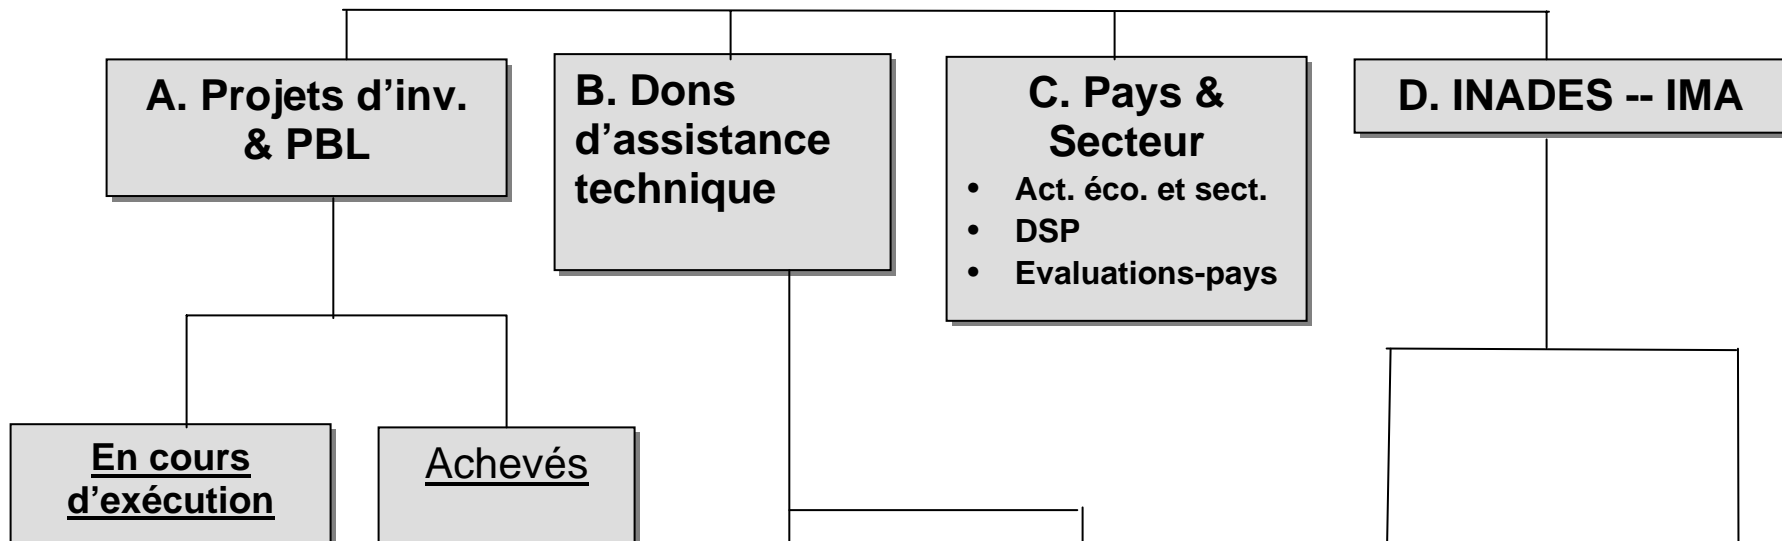 A. Projets d'inv.
& PBL
B. Dons
d'assistance
technique
C. Pays &
Secteur
• Act. éco. et sect.
• DSP
• Evaluations-pays
D. INADES -- IMA
En cours
d'exécution
Achevés